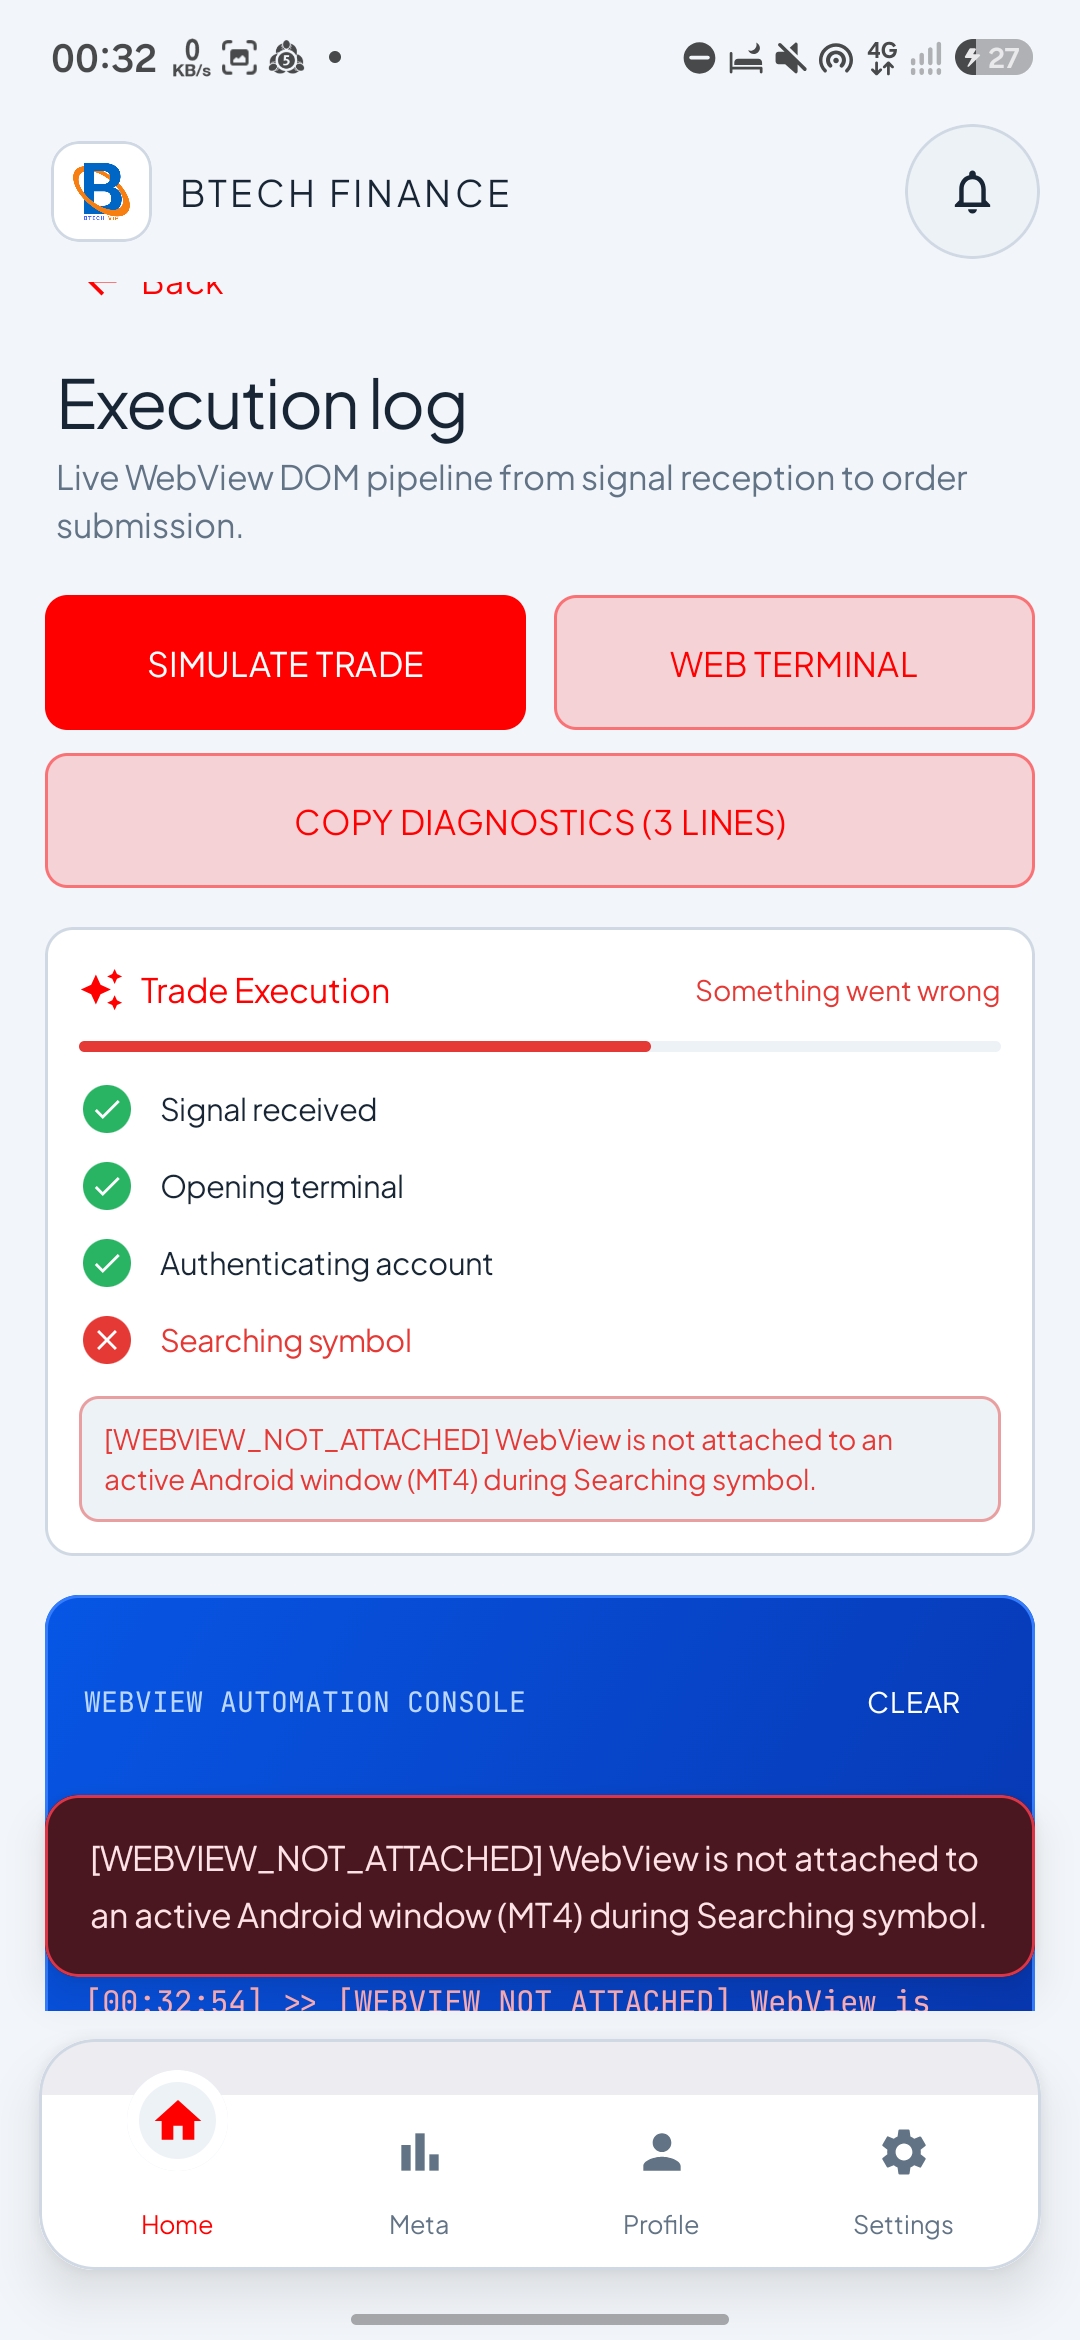 00:32
0
KB/s
5
4G
27
B
BTECH FINANCE
Back
Execution log
Live WebView DOM pipeline from signal reception to order
submission.
SIMULATE TRADE
WEB TERMINAL
COPY DIAGNOSTICS (3 LINES)
Trade Execution
Something went wrong
Signal received
Opening terminal
Authenticating account
Searching symbol
[WEBVIEW_NOT_ATTACHED] WebView is not attached to an
active Android window (MT4) during Searching symbol.
WEBVIEW AUTOMATION CONSOLE
CLEAR
[WEBVIEW_NOT_ATTACHED] WebView is not attached to
an active Android window (MT4) during Searching symbol.
[00:32:54] >> [WEBVIEW_NOT_ATTACHED] WebView is
Home
Meta
Profile
Settings